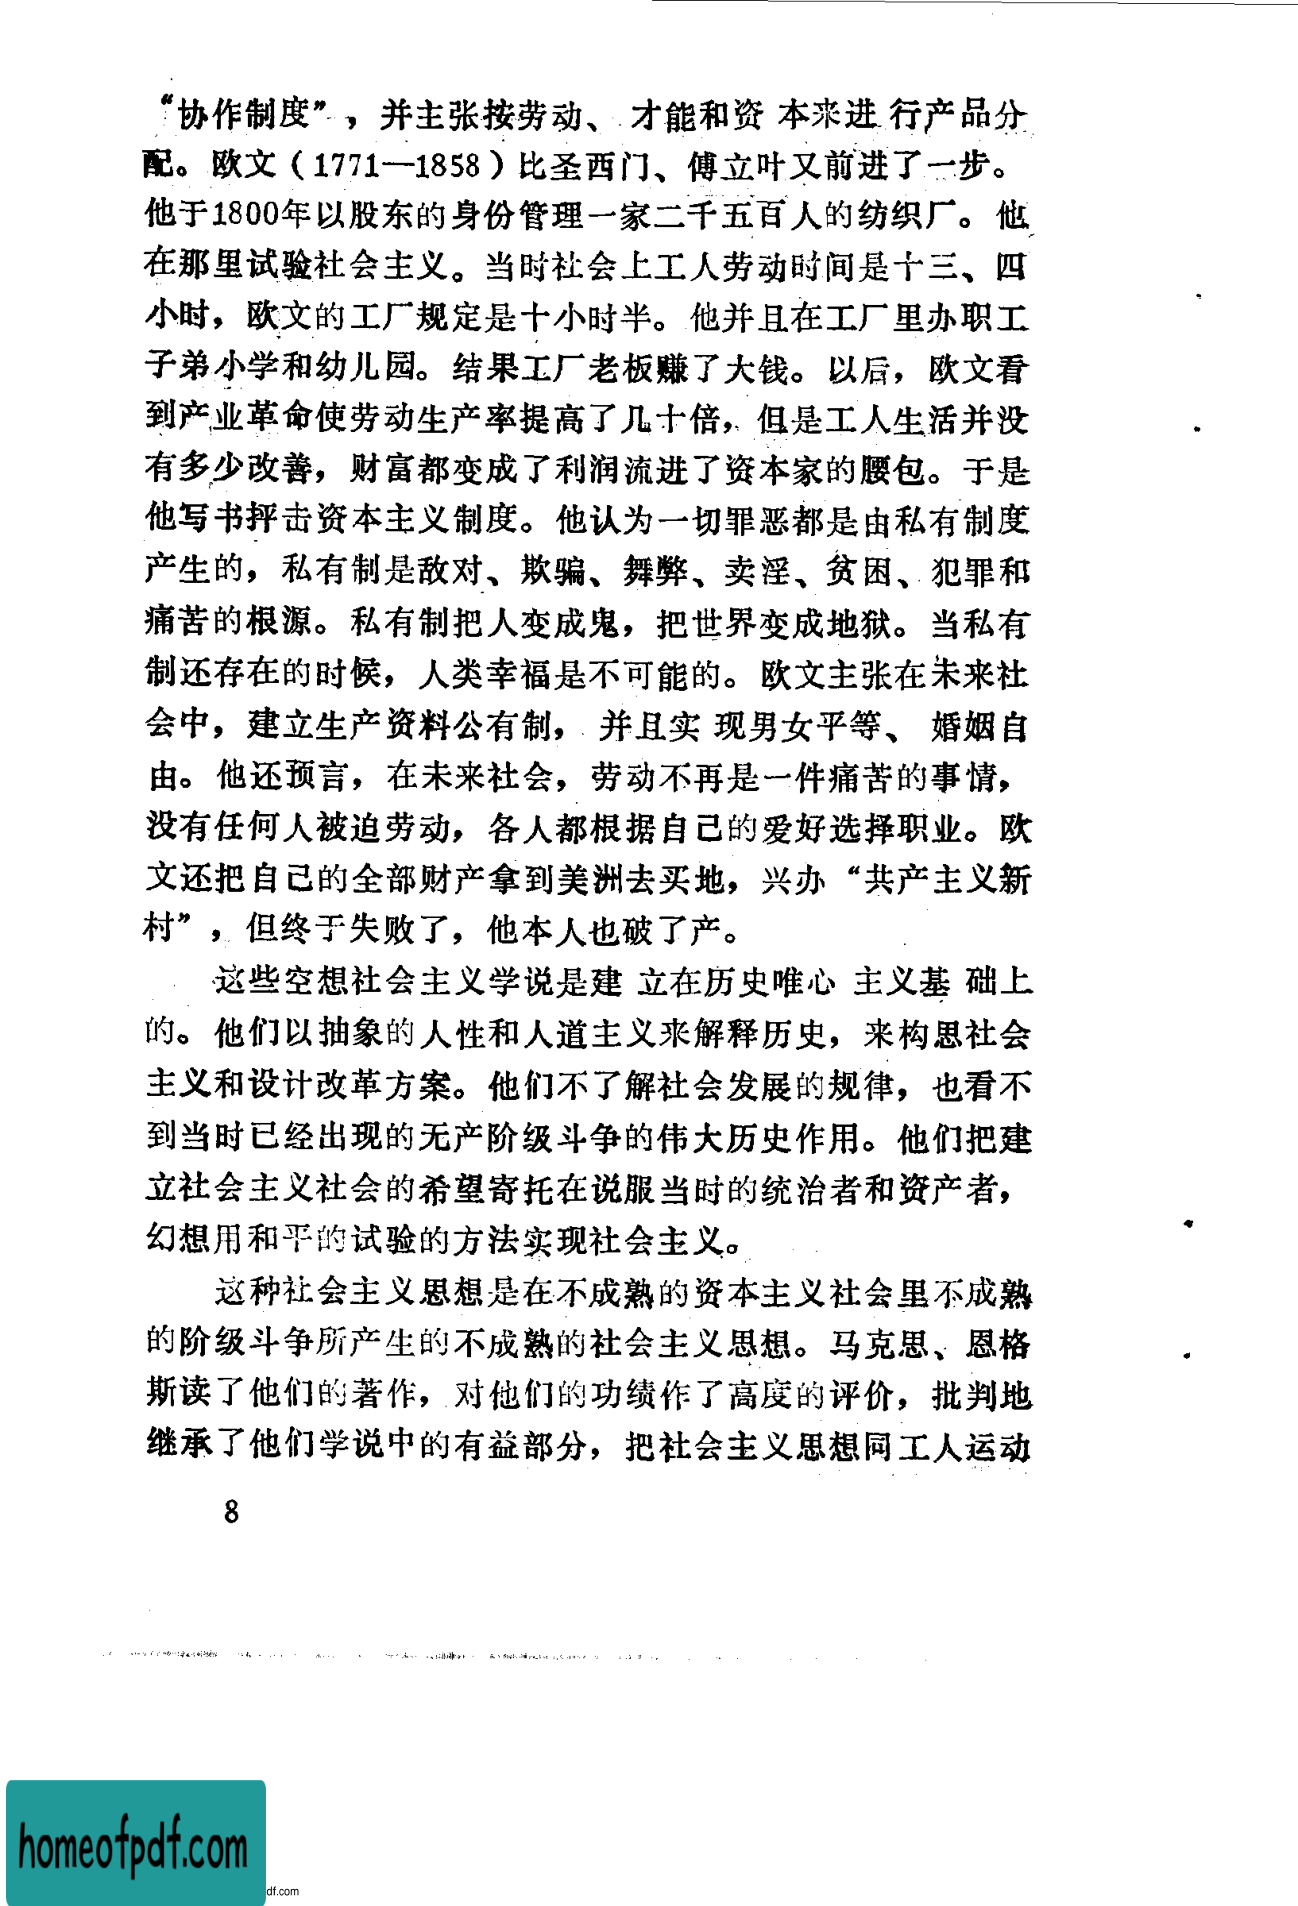 “协作制度”，并主张按劳动、才能和资本来进行产品分
配。欧文（1771—1858）比圣西门、傅立叶又前进了一步。
他于1800年以股东的身份管理一家二千五百人的纺织厂。他
在那里试验社会主义。当时社会上工人劳动时间是十三、四
小时，欧文的工厂规定是十小时半。他并且在工厂里办职工
子弟小学和幼儿园。结果工厂老板赚了大钱。以后，欧文看
到产业革命使劳动生产率提高了几十倍，但是工人生活并没
有多少改善，财富都变成了利润流进了资本家的腰包。于是
他写书抨击资本主义制度。他认为一切罪恶都是由私有制度
产生的，私有制是敌对、欺骗、舞弊、卖淫、贫困、犯罪和
痛苦的根源。私有制把人变成鬼，把世界变成地狱。当私有
制还存在的时候，人类幸福是不可能的。欧文主张在未来社
会中，建立生产资料公有制，并且实现男女平等、婚姻自
由。他还预言，在未来社会，劳动不再是一件痛苦的事情，
没有任何人被迫劳动，各人都根据自己的爱好选择职业。欧
文还把自己的全部财产拿到美洲去买地，兴办“共产主义新
村”，但终于失败了，他本人也破了产。
这些空想社会主义学说是建立在历史唯心主义基础上
的。他们以抽象的人性和人道主义来解释历史，来构思社会
主义和设计改革方案。他们不了解社会发展的规律，也看不
到当时已经出现的无产阶级斗争的伟大历史作用。他们把建
立社会主义社会的希望寄托在说服当时的统治者和资产者，
幻想用和平的试验的方法实现社会主义。
这种社会主义思想是在不成熟的资本主义社会里不成熟
的阶级斗争所产生的不成熟的社会主义思想。马克思、恩格
斯读了他们的著作，对他们的功绩作了高度的评价，批判地
继承了他们学说中的有益部分，把社会主义思想同工人运动
8
homeofpdf.com
df.com